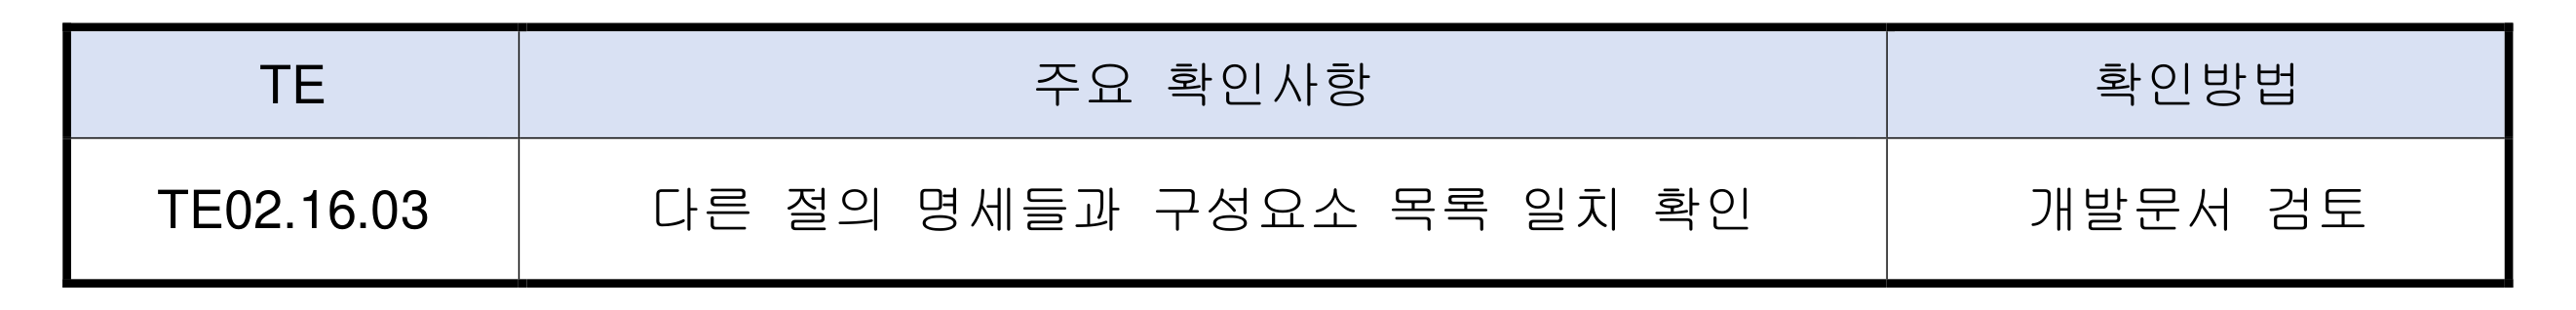 TE 주요 확인사항 확인방법
TE02.16.03 다른 절의 명세들과 구성요소 목록 일치 확인 개발문서 검토